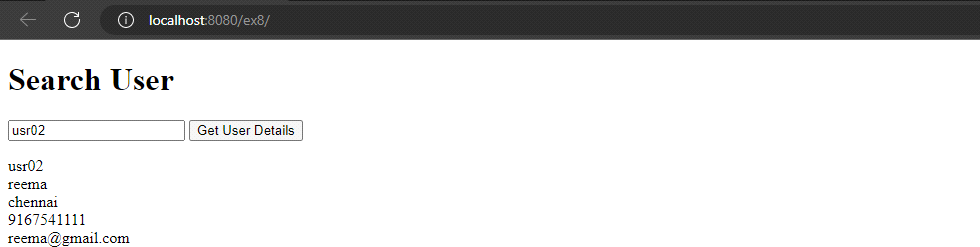 localhost:8080/ex8/
Search User
usr02 Get User Details
usr02
reema
chennai
9167541111
reema@gmail.com